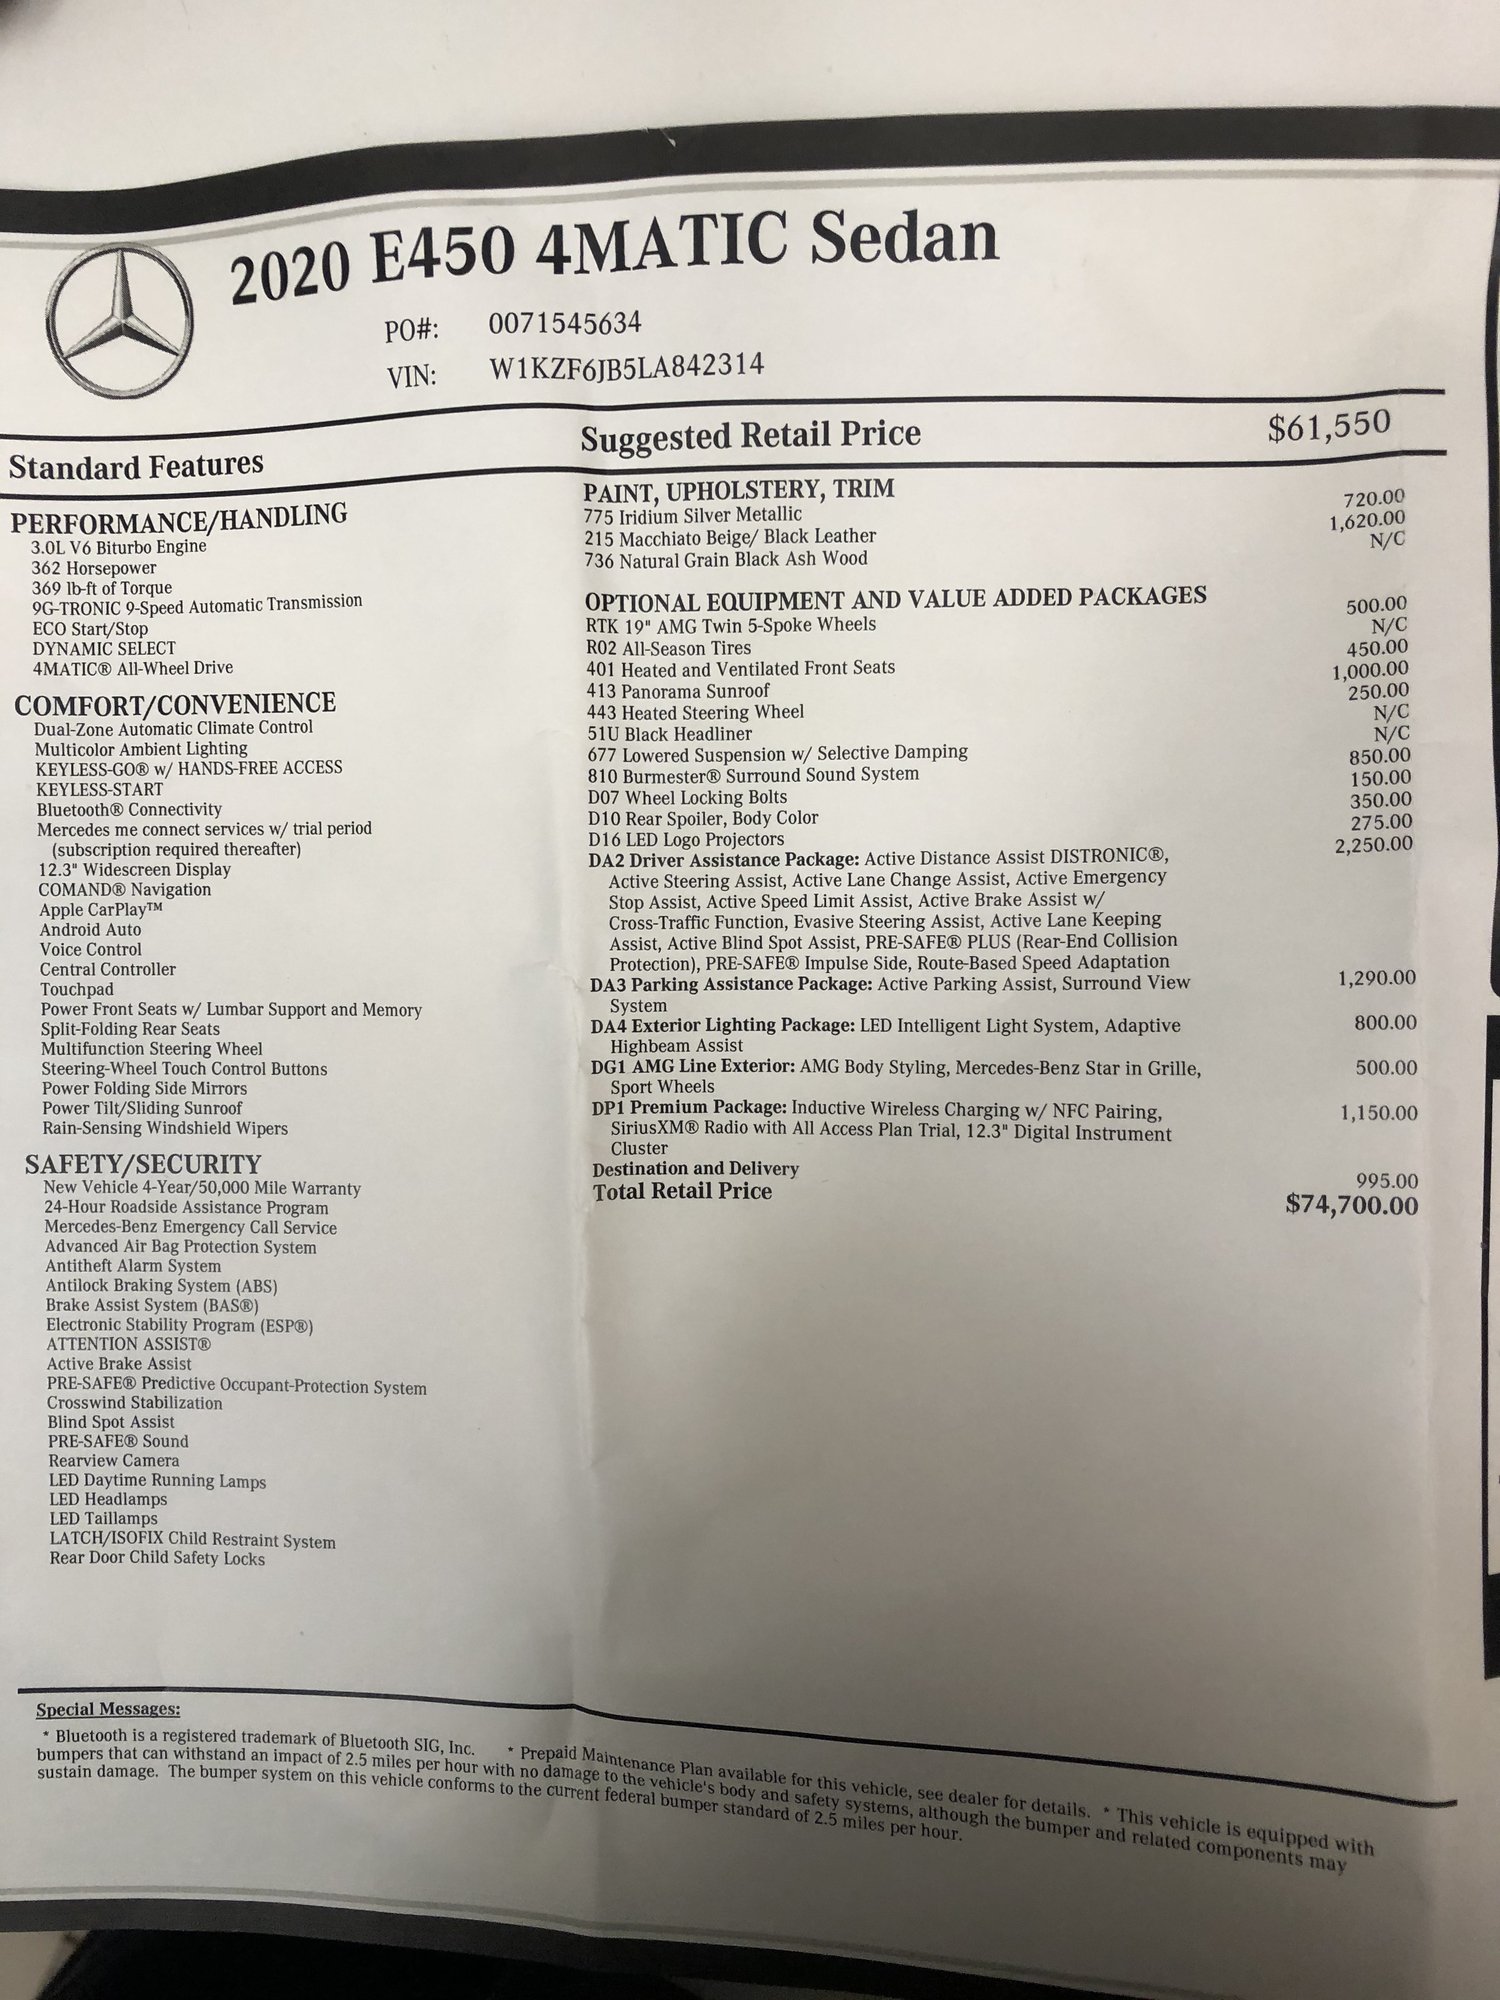 2020 E450 4MATIC Sedan
PO#: 0071545634
VIN: W1KZF6JB5LA842314
Standard Features
PERFORMANCE/HANDLING
3.0L V6 Biturbo Engine
362 Horsepower
369 lb-ft of Torque
9G-TRONIC 9-Speed Automatic Transmission
ECO Start/Stop
DYNAMIC SELECT
4MATIC® All-Wheel Drive
COMFORT/CONVENIENCE
Dual-Zone Automatic Climate Control
Multicolor Ambient Lighting
KEYLESS-GO® w/ HANDS-FREE ACCESS
KEYLESS-START
Bluetooth® Connectivity
Mercedes me connect services w/ trial period
(subscription required thereafter)
12.3" Widescreen Display
COMAND® Navigation
Apple CarPlay™
Android Auto
Voice Control
Central Controller
Touchpad
Power Front Seats w/ Lumbar Support and Memory
Split-Folding Rear Seats
Multifunction Steering Wheel
Steering-Wheel Touch Control Buttons
Power Folding Side Mirrors
Power Tilt/Sliding Sunroof
Rain-Sensing Windshield Wipers
SAFETY/SECURITY
New Vehicle 4-Year/50,000 Mile Warranty
24-Hour Roadside Assistance Program
Mercedes-Benz Emergency Call Service
Advanced Air Bag Protection System
Antitheft Alarm System
Antilock Braking System (ABS)
Brake Assist System (BAS®)
Electronic Stability Program (ESP®)
ATTENTION ASSIST®
Active Brake Assist
PRE-SAFE® Predictive Occupant-Protection System
Crosswind Stabilization
Blind Spot Assist
PRE-SAFE® Sound
Rearview Camera
LED Daytime Running Lamps
LED Headlamps
LED Taillamps
LATCH/ISOFIX Child Restraint System
Rear Door Child Safety Locks
Suggested Retail Price $61,550
PAINT, UPHOLSTERY, TRIM
775 Iridium Silver Metallic 720.00
215 Macchiato Beige/ Black Leather 1,620.00
736 Natural Grain Black Ash Wood N/C
OPTIONAL EQUIPMENT AND VALUE ADDED PACKAGES
RTK 19" AMG Twin 5-Spoke Wheels 500.00
R02 All-Season Tires N/C
401 Heated and Ventilated Front Seats 450.00
413 Panorama Sunroof 1,000.00
443 Heated Steering Wheel 250.00
51U Black Headliner N/C
677 Lowered Suspension w/ Selective Damping N/C
810 Burmester® Surround Sound System 850.00
D07 Wheel Locking Bolts 150.00
D10 Rear Spoiler, Body Color 350.00
D16 LED Logo Projectors 275.00
DA2 Driver Assistance Package: Active Distance Assist DISTRONIC®, 2,250.00
Active Steering Assist, Active Lane Change Assist, Active Emergency
Stop Assist, Active Speed Limit Assist, Active Brake Assist w/
Cross-Traffic Function, Evasive Steering Assist, Active Lane Keeping
Assist, Active Blind Spot Assist, PRE-SAFE® PLUS (Rear-End Collision
Protection), PRE-SAFE® Impulse Side, Route-Based Speed Adaptation
DA3 Parking Assistance Package: Active Parking Assist, Surround View 1,290.00
System
DA4 Exterior Lighting Package: LED Intelligent Light System, Adaptive 800.00
Highbeam Assist
DG1 AMG Line Exterior: AMG Body Styling, Mercedes-Benz Star in Grille, 500.00
Sport Wheels
DP1 Premium Package: Inductive Wireless Charging w/ NFC Pairing, 1,150.00
SiriusXM® Radio with All Access Plan Trial, 12.3" Digital Instrument
Cluster
Destination and Delivery 995.00
Total Retail Price $74,700.00
Special Messages:
* Bluetooth is a registered trademark of Bluetooth SIG, Inc. * Prepaid Maintenance Plan available for this vehicle, see dealer for details. * This vehicle is equipped with
bumpers that can withstand an impact of 2.5 miles per hour with no damage to the vehicle's body and safety systems, although the bumper and related components may
sustain damage. The bumper system on this vehicle conforms to the current federal bumper standard of 2.5 miles per hour.